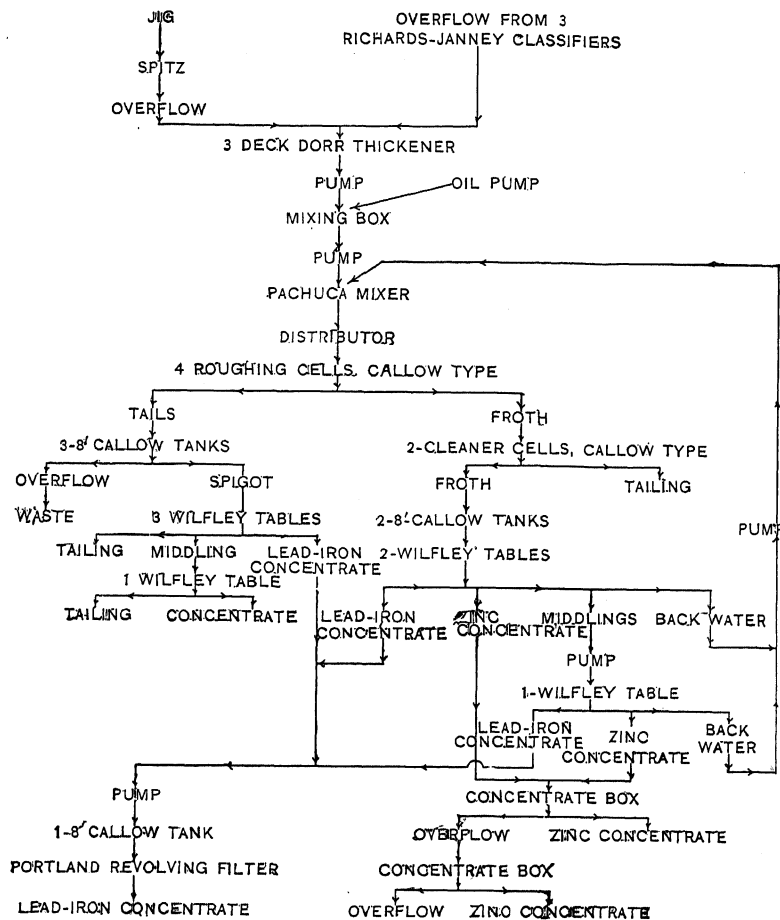 JIG
OVERFLOW FROM 3
RICHARDS-JANNEY CLASSIFIERS
SPITZ
OVERFLOW
3 DECK DORR THICKENER
PUMP
OIL PUMP
MIXING BOX
PUMP
PACHUCA MIXER
DISTRIBUTOR
4 ROUGHING CELLS, CALLOW TYPE
TAILS
FROTH
3-8' CALLOW TANKS
2-CLEANER CELLS, CALLOW TYPE
OVERFLOW
SPIGOT
FROTH
TAILING
WASTE
3 WILFLEY TABLES
2-8' CALLOW TANKS
PUMP
TAILING
MIDDLING
LEAD-IRON
CONCENTRATE
2-WILFLEY TABLES
1 WILFLEY TABLE
TAILING
CONCENTRATE
LEAD-IRON
CONCENTRATE
ZINC
CONCENTRATE
MIDDLINGS
BACK WATER
PUMP
1-WILFLEY TABLE
LEAD-IRON
CONCENTRATE
ZINC
CONCENTRATE
BACK
WATER
PUMP
CONCENTRATE BOX
1-8' CALLOW TANK
OVERFLOW
ZINC CONCENTRATE
PORTLAND REVOLVING FILTER
CONCENTRATE BOX
LEAD-IRON CONCENTRATE
OVERFLOW
ZINC CONCENTRATE